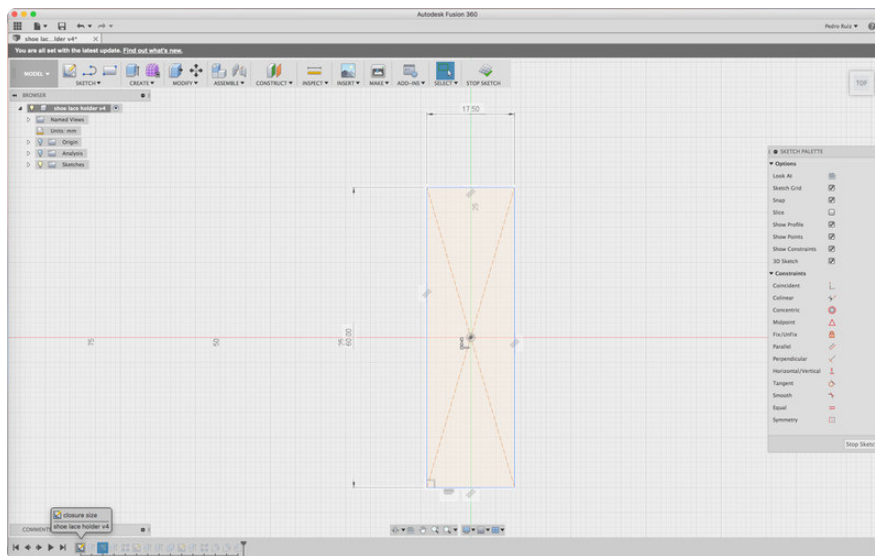 Autodesk Fusion 360
Pedro Ruiz
shoe lac...lder v4*
You are all set with the latest update. Find out what's new.
MODEL
SKETCH
CREATE
MODIFY
ASSEMBLE
CONSTRUCT
INSPECT
INSERT
MAKE
ADD-INS
SELECT
STOP SKETCH
BROWSER
shoe lace holder v4
Named Views
Units: mm
Origin
Analysis
Sketches
TOP
17.50
25
75
50
60.00
SKETCH PALETTE
Options
Look At
Sketch Grid
Snap
Slice
Show Profile
Show Points
Show Constraints
3D Sketch
Constraints
Coincident
Colinear
Concentric
Midpoint
Fix/UnFix
Parallel
Perpendicular
Horizontal/Vertical
Tangent
Smooth
Equal
Symmetry
Stop Sketch
closure size
shoe lace holder v4
COMMENTS